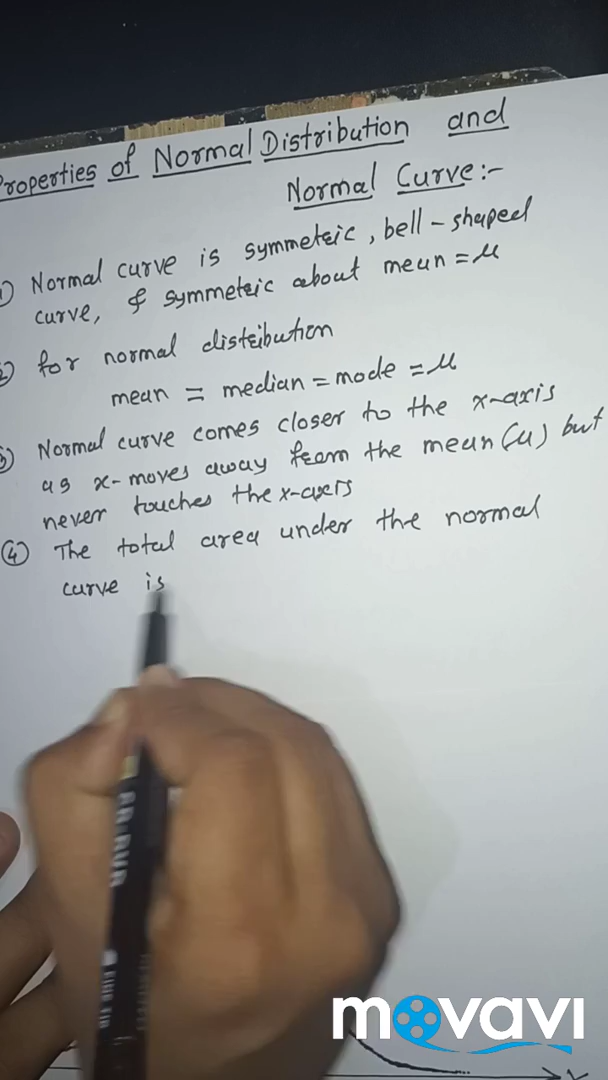 Properties of Normal Distribution and
Normal Curve:-
1) Normal curve is symmetric, bell-shaped
curve, & symmetric about mean = μ
2) for normal distribution
mean = median = mode = μ
3) Normal curve comes closer to the x-axis
as x- moves away from the mean (μ) but
never touches the x-axis
④ The total area under the normal
curve is
movavi